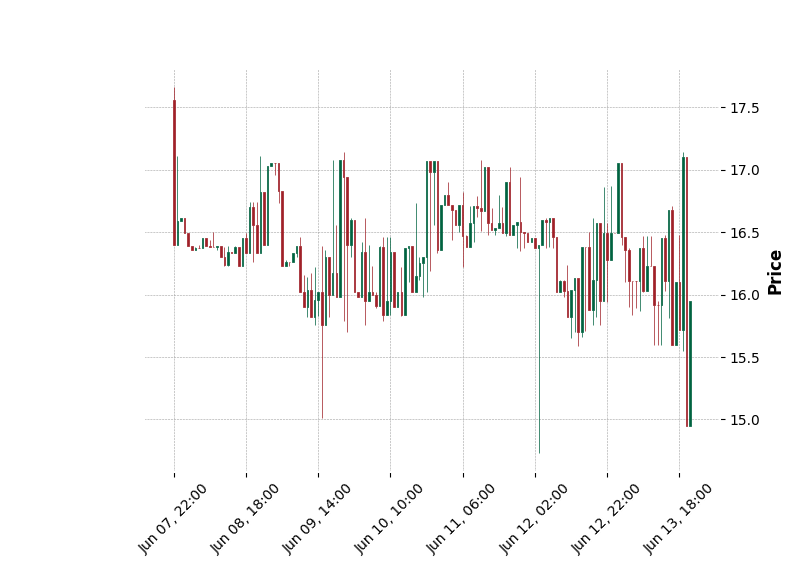 17.5
17.0
16.5
16.0
15.5
15.0
Price
Jun 07, 22:00
Jun 08, 18:00
Jun 09, 14:00
Jun 10, 10:00
Jun 11, 06:00
Jun 12, 02:00
Jun 12, 22:00
Jun 13, 18:00